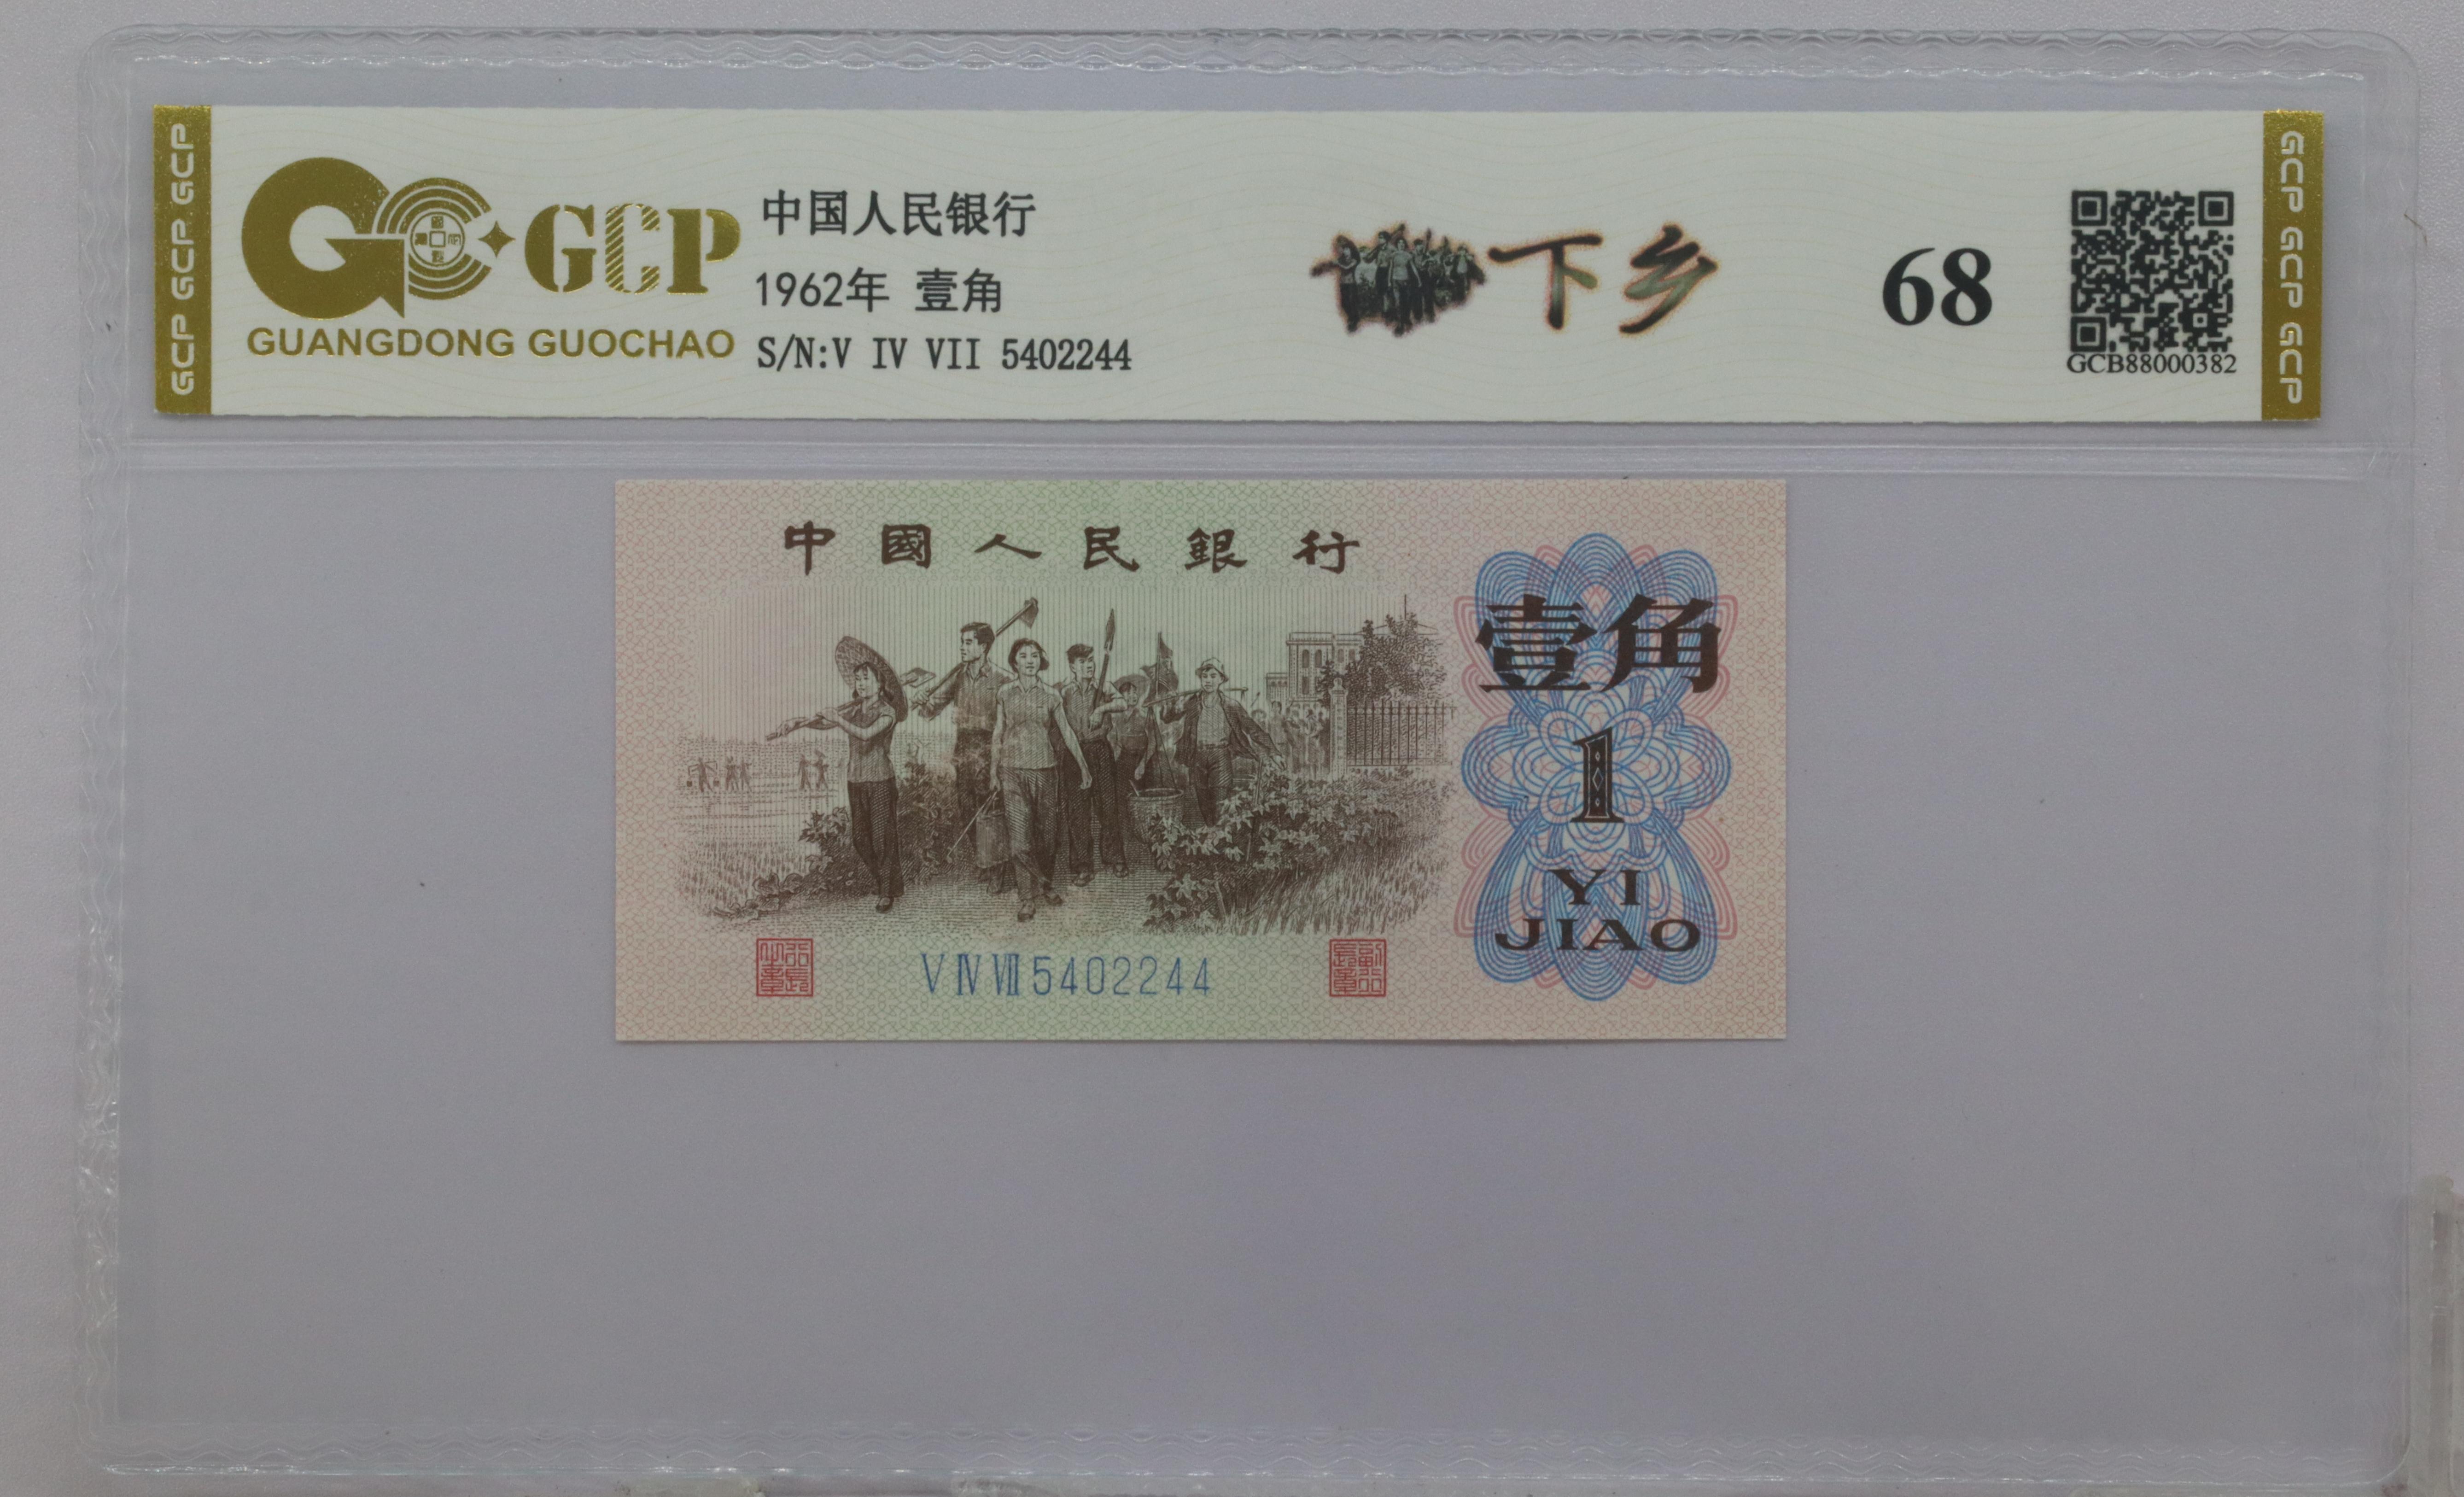 GCP GCP GCP
GCP
GUANGDONG GUOCHAO
中国人民银行
1962年 壹角
S/N:V IV VII 5402244
下乡
68
GCB88000382
GCP GCP GCP
中國人民銀行
壹角
1
YI
JIAO
V IV VII 5402244